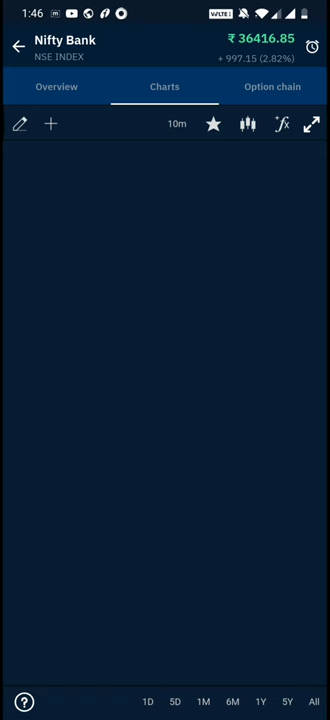 1:46
VoLTE 1
Nifty Bank
₹ 36416.85
NSE INDEX
+ 997.15 (2.82%)
Overview Charts Option chain
10m fx
? 1D 5D 1M 6M 1Y 5Y All